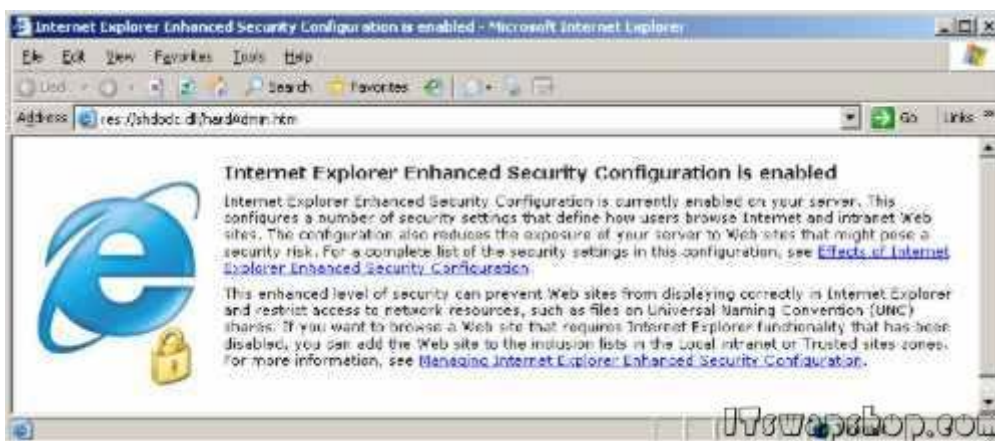 Internet Explorer Enhanced Security Configuration is enabled - Microsoft Internet Explorer
File Edit View Favorites Tools Help
Search Favorites
Address res://shdoclc.dll/hardAdmin.htm Go Links »
Internet Explorer Enhanced Security Configuration is enabled
Internet Explorer Enhanced Security Configuration is currently enabled on your server. This
configures a number of security settings that define how users browse Internet and intranet Web
sites. The configuration also reduces the exposure of your server to Web sites that might pose a
security risk. For a complete list of the security settings in this configuration, see Effects of Internet
Explorer Enhanced Security Configuration
This enhanced level of security can prevent Web sites from displaying correctly in Internet Explorer
and restrict access to network resources, such as files on Universal Naming Convention (UNC)
shares. If you want to browse a Web site that requires Internet Explorer functionality that has been
disabled, you can add the Web site to the inclusion lists in the Local intranet or Trusted sites zones.
For more information, see Managing Internet Explorer Enhanced Security Configuration.
ITswapshop.com